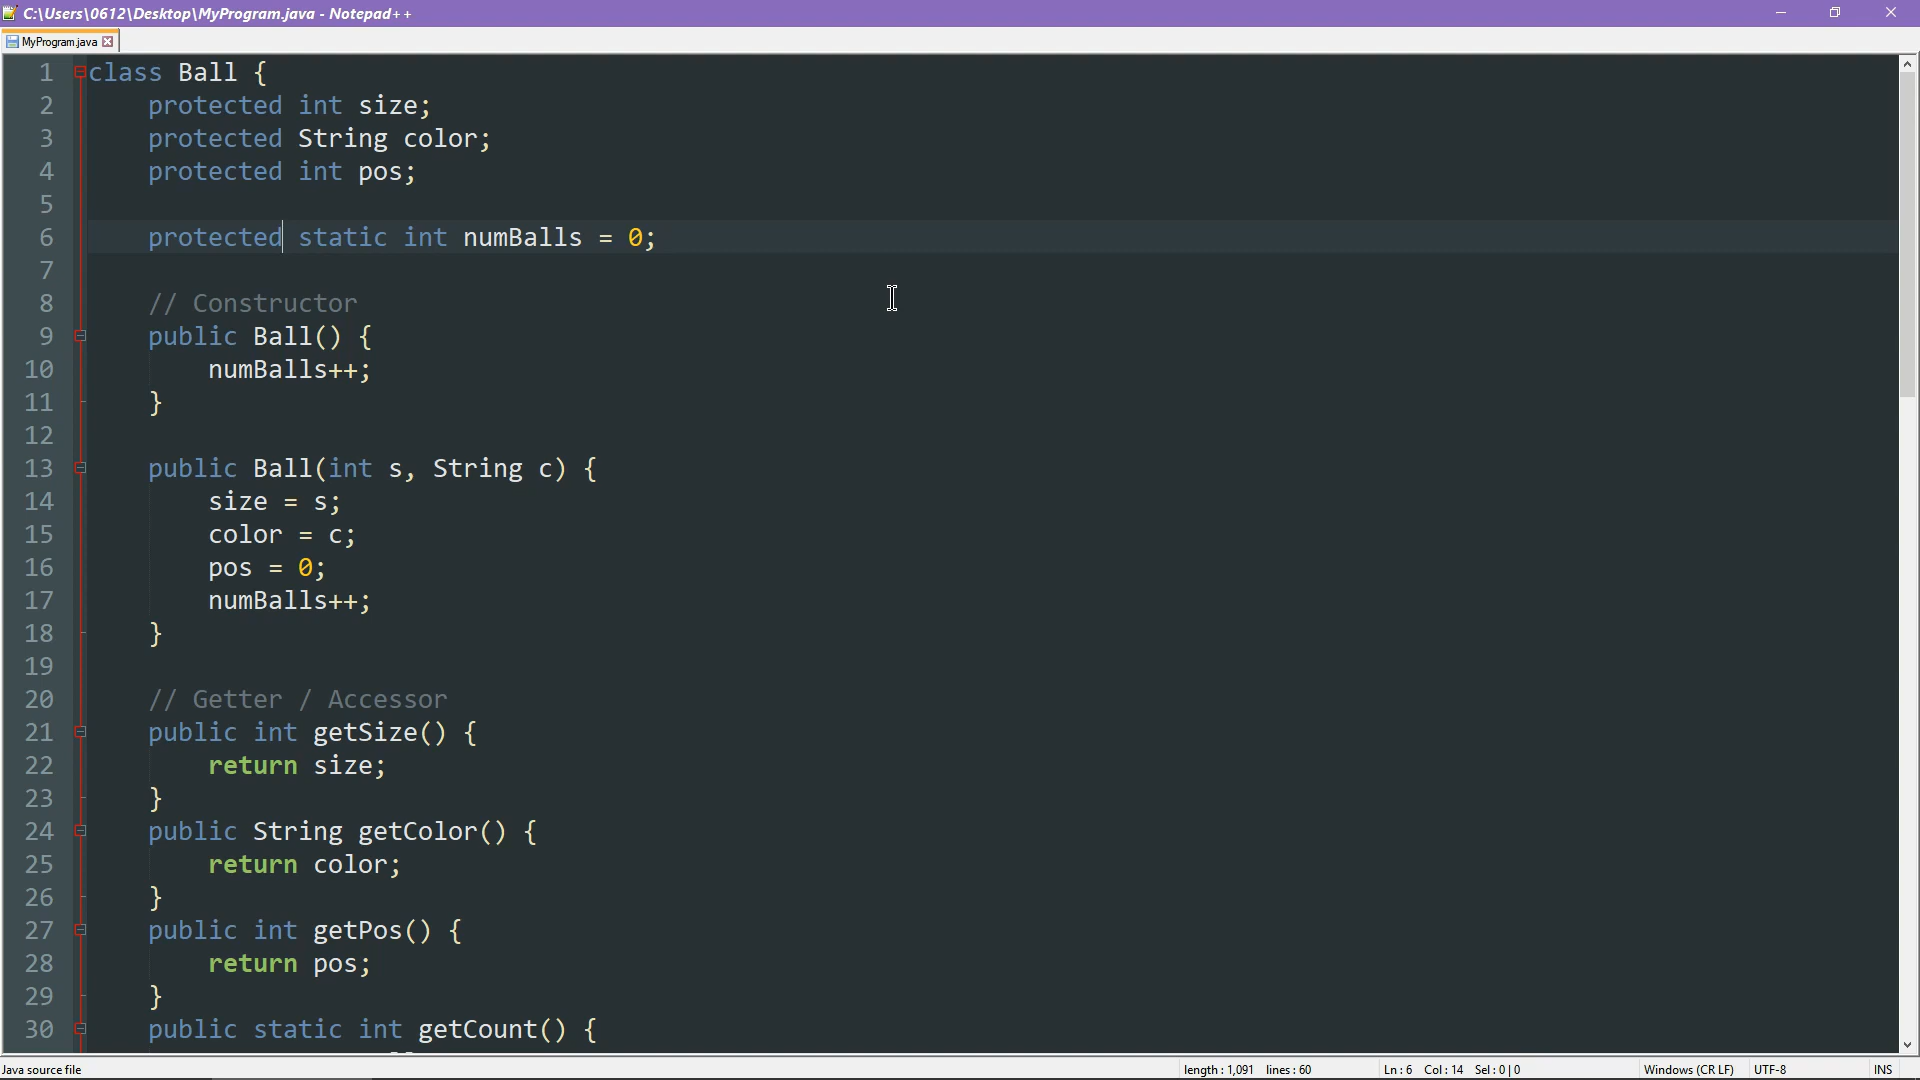 C:\Users\0612\Desktop\MyProgram.java - Notepad++
MyProgram.java
1 class Ball {
2     protected int size;
3     protected String color;
4     protected int pos;
5
6     protected static int numBalls = 0;
7
8     // Constructor
9     public Ball() {
10         numBalls++;
11     }
12
13     public Ball(int s, String c) {
14         size = s;
15         color = c;
16         pos = 0;
17         numBalls++;
18     }
19
20     // Getter / Accessor
21     public int getSize() {
22         return size;
23     }
24     public String getColor() {
25         return color;
26     }
27     public int getPos() {
28         return pos;
29     }
30     public static int getCount() {
Java source file length : 1,091 lines : 60 Ln : 6 Col : 14 Sel : 0 | 0 Windows (CR LF) UTF-8 INS